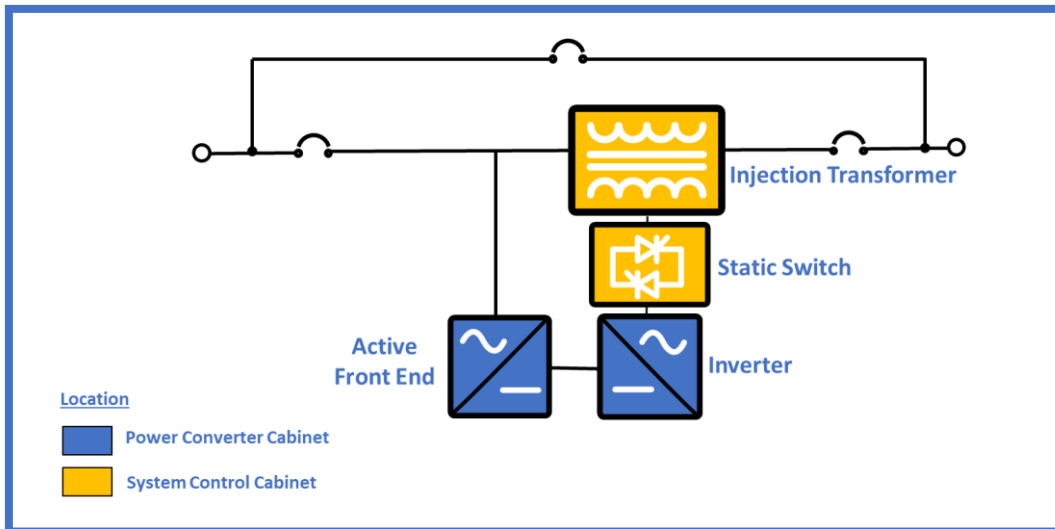 Injection Transformer
Static Switch
Active
Front End
Inverter
Location
Power Converter Cabinet
System Control Cabinet